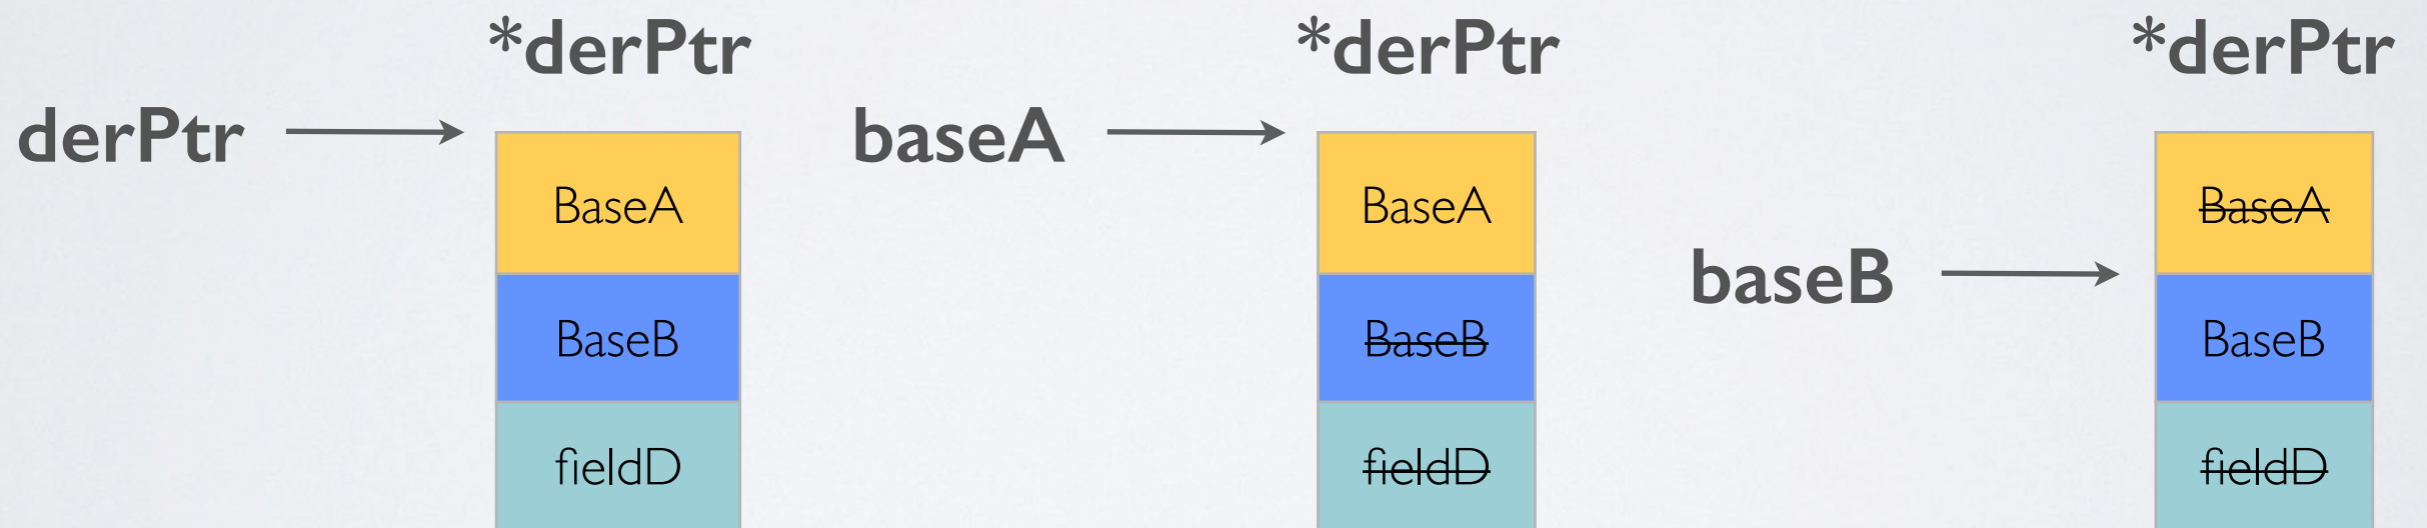 *derPtr
derPtr
BaseA
BaseB
fieldD
*derPtr
baseA
BaseA
BaseB
fieldD
*derPtr
baseB
BaseA
BaseB
fieldD